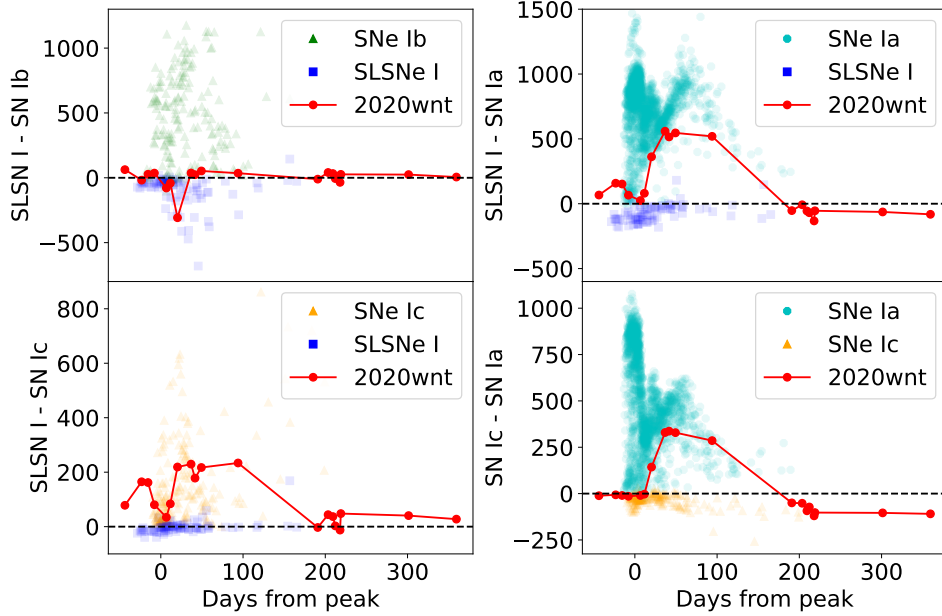 SLSN I - SN Ib
1000
500
0
−500
SNe Ib
SLSNe I
2020wnt
SLSN I - SN Ia
1500
1000
500
0
−500
SNe Ia
SLSNe I
2020wnt
SLSN I - SN Ic
800
600
400
200
0
SNe Ic
SLSNe I
2020wnt
0
100
200
300
Days from peak
SN Ic - SN Ia
1000
750
500
250
0
−250
SNe Ia
SNe Ic
2020wnt
0
100
200
300
Days from peak